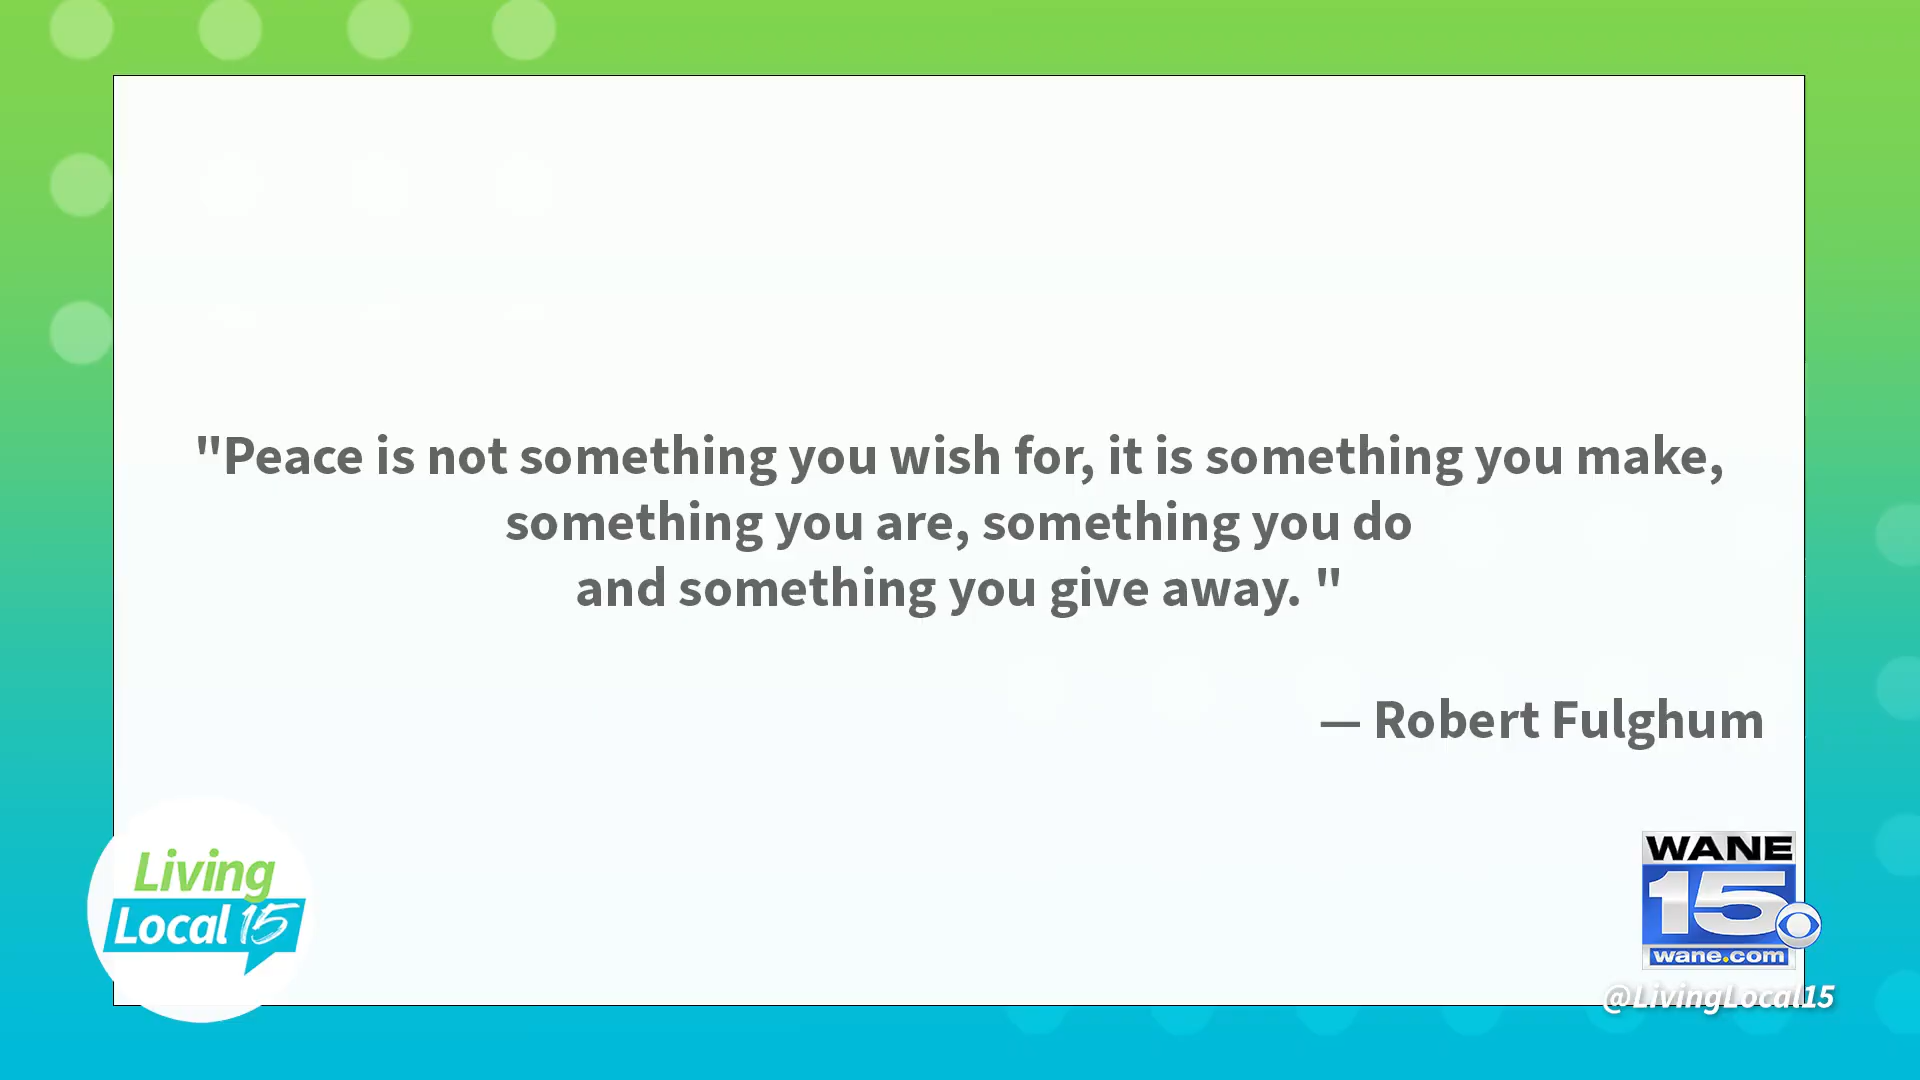 "Peace is not something you wish for, it is something you make,
something you are, something you do
and something you give away. "
— Robert Fulghum
Living
Local 15
WANE
15
wane.com
@LivingLocal15